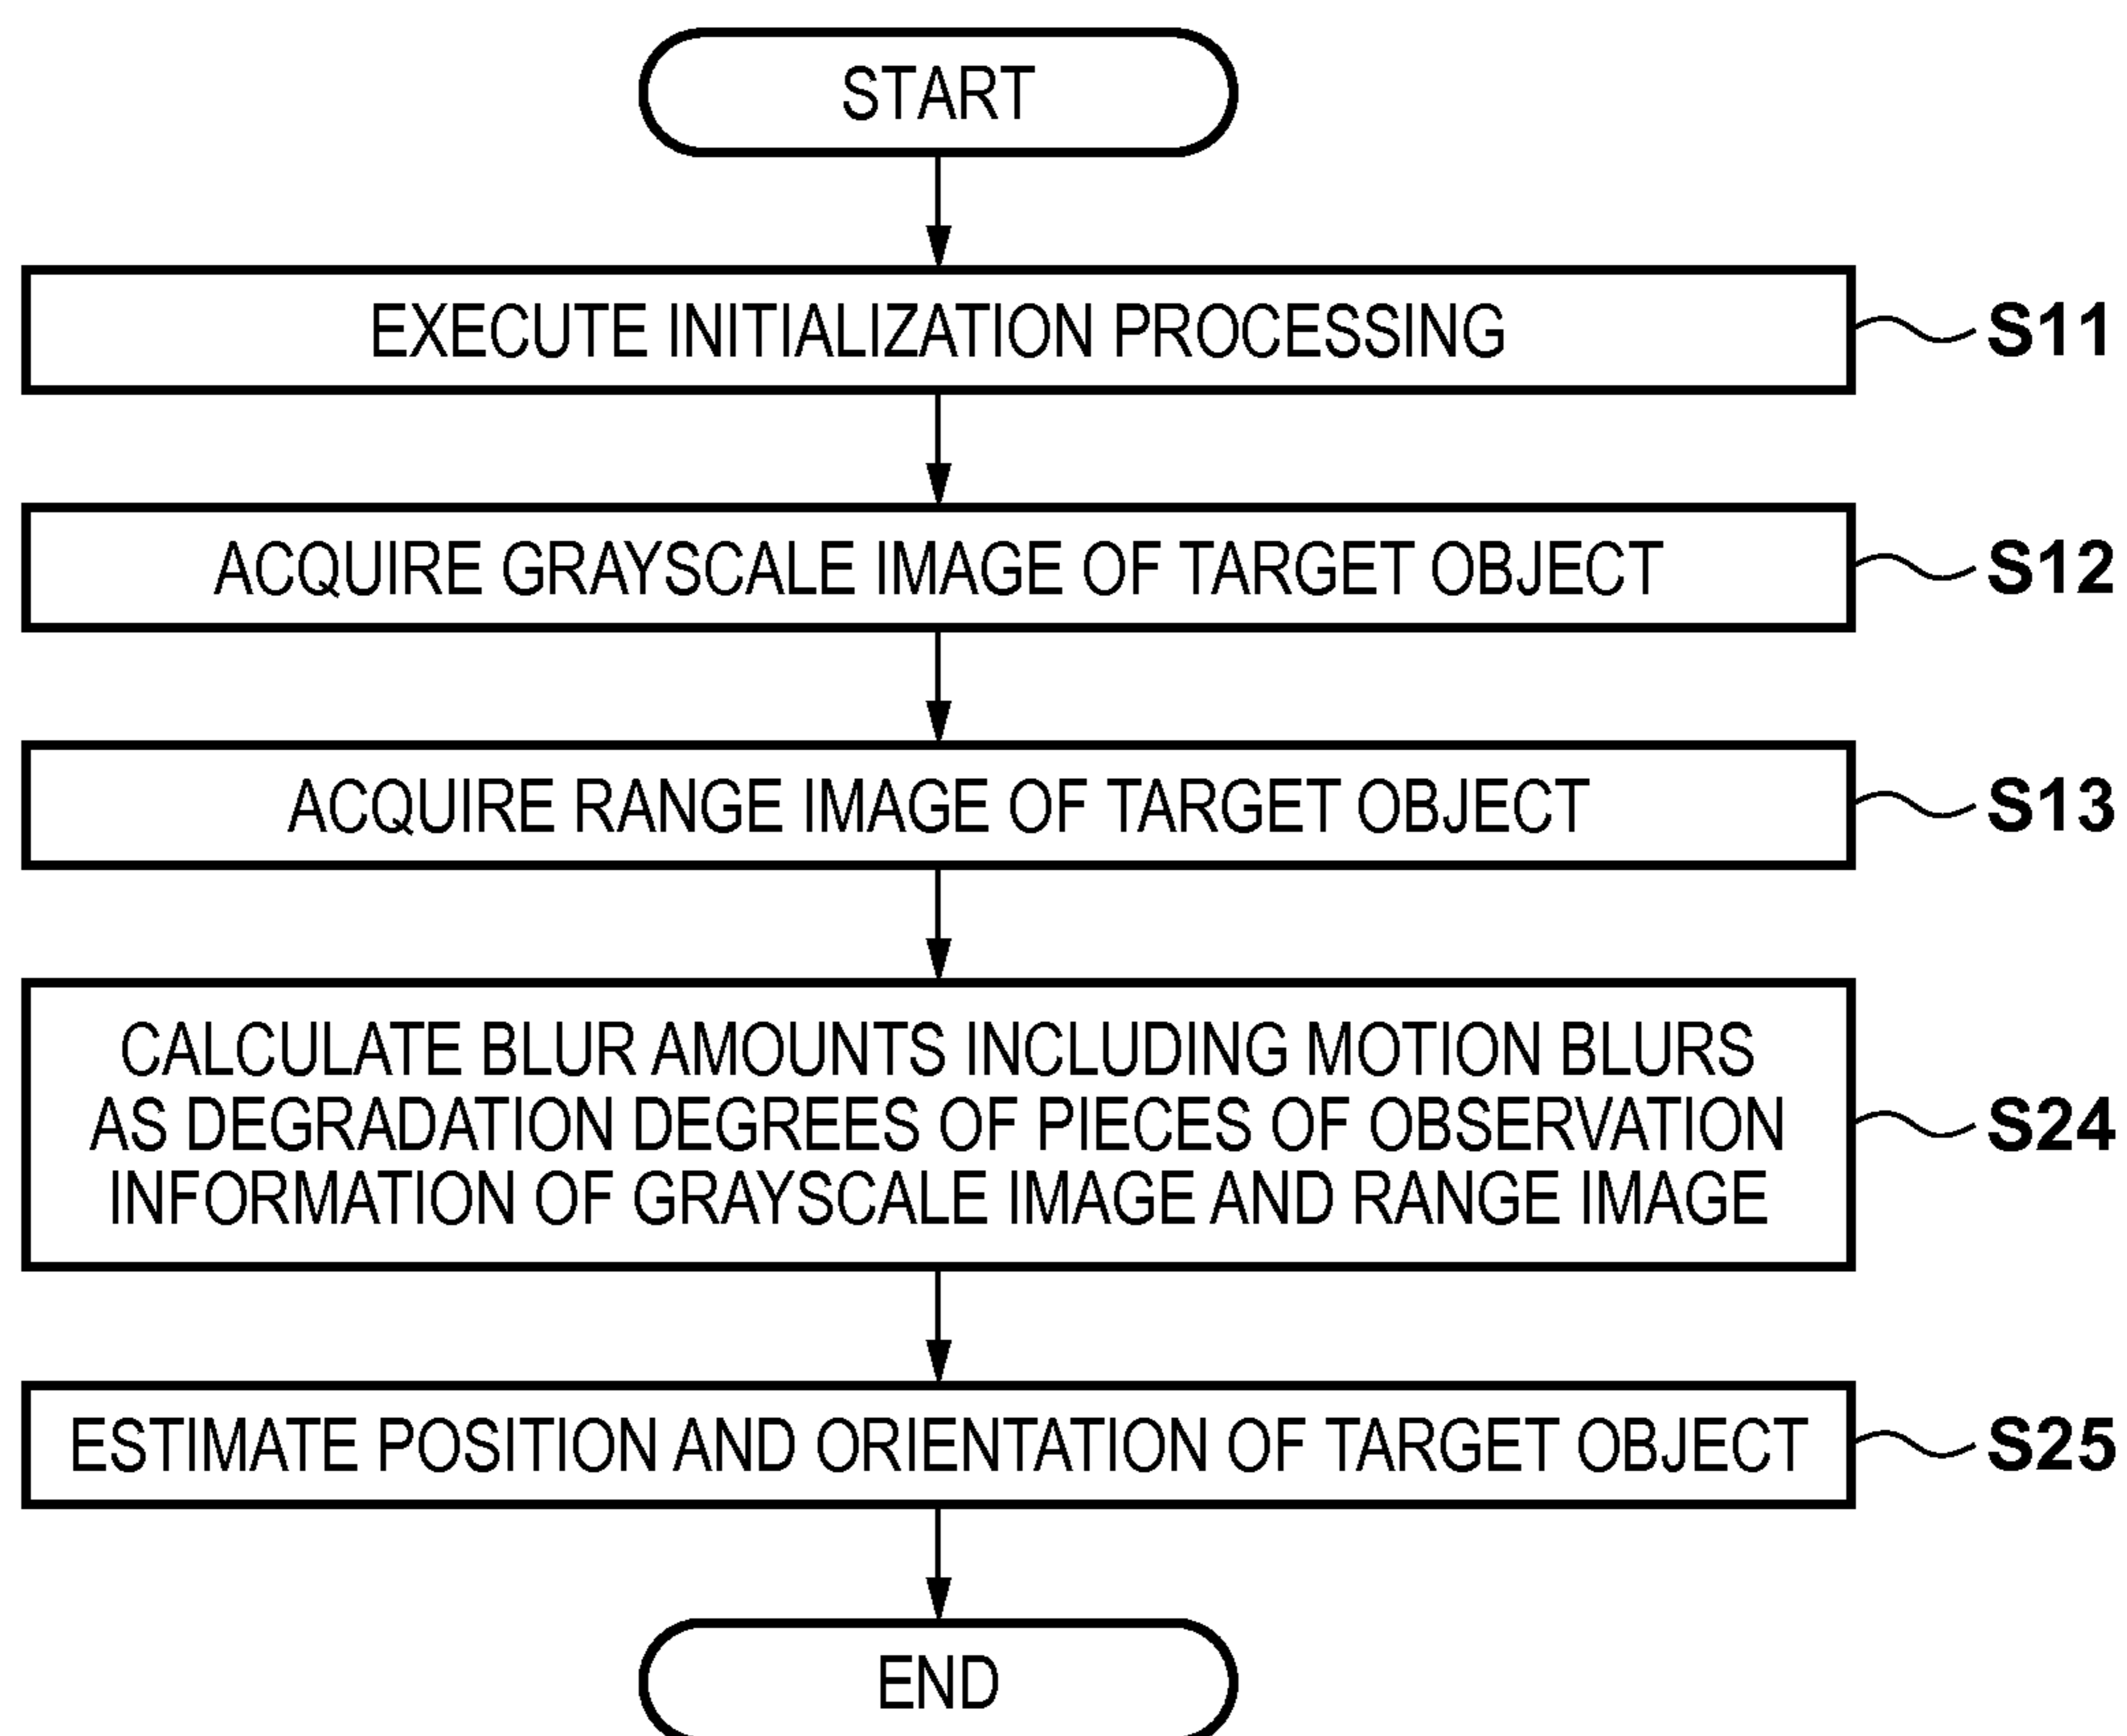 START
EXECUTE INITIALIZATION PROCESSING
S11
ACQUIRE GRAYSCALE IMAGE OF TARGET OBJECT
S12
ACQUIRE RANGE IMAGE OF TARGET OBJECT
S13
CALCULATE BLUR AMOUNTS INCLUDING MOTION BLURS
AS DEGRADATION DEGREES OF PIECES OF OBSERVATION
INFORMATION OF GRAYSCALE IMAGE AND RANGE IMAGE
S24
ESTIMATE POSITION AND ORIENTATION OF TARGET OBJECT
S25
END